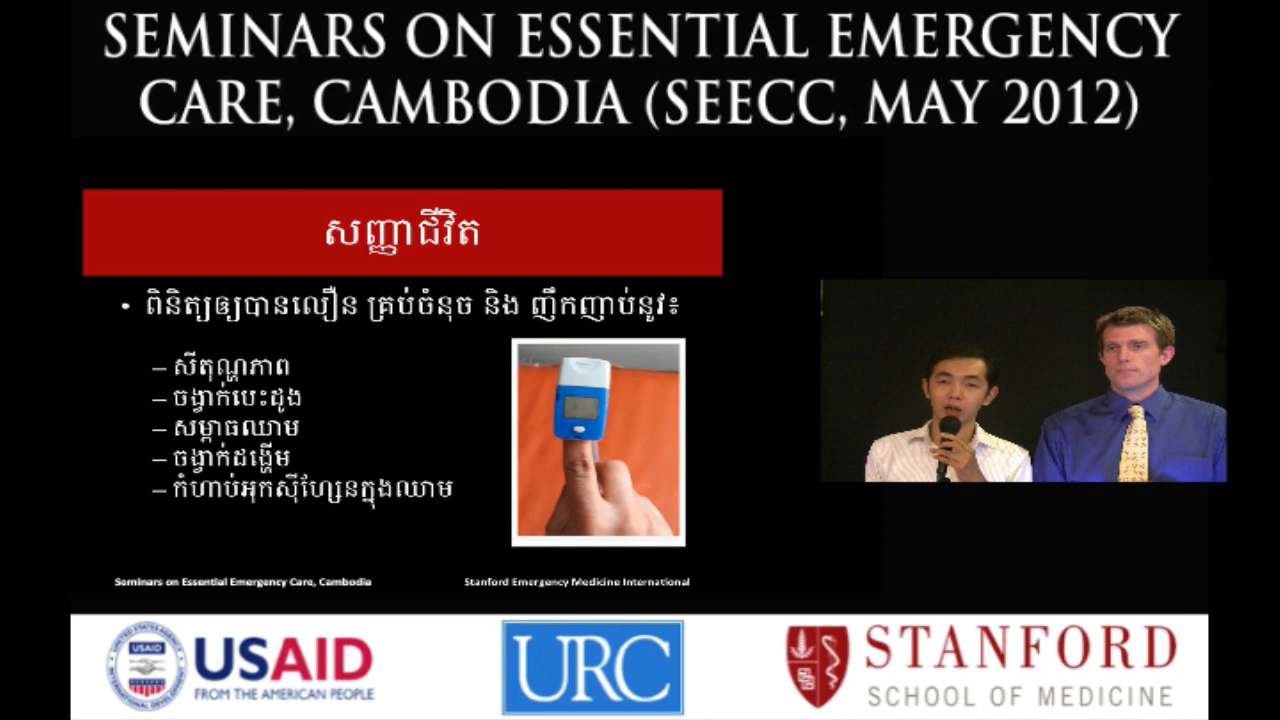 SEMINARS ON ESSENTIAL EMERGENCY
CARE, CAMBODIA (SEECC, MAY 2012)
សញ្ញាជីវិត
• ពិនិត្យឲ្យបានលឿន គ្រប់ចំនុច និង ញឹកញាប់នូវ៖
– សីតុណ្ហភាព
– ចង្វាក់បេះដូង
– សម្ពាធឈាម
– ចង្វាក់ដង្ហើម
– កំហាប់អុកស៊ីហ្សែនក្នុងឈាម
Seminars on Essential Emergency Care, Cambodia
Stanford Emergency Medicine International
USAID
USAID
FROM THE AMERICAN PEOPLE
URC
STANFORD
SCHOOL OF MEDICINE